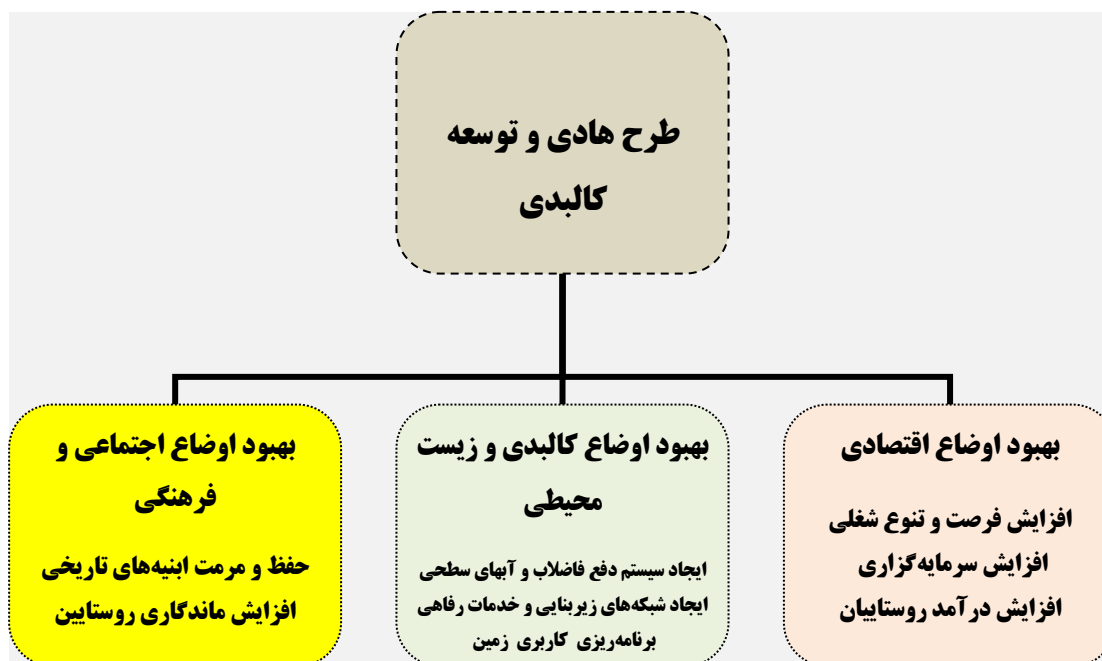 طرح هادی و توسعه
کالبدی
بهبود اوضاع اقتصادی
افزایش فرصت و تنوع شغلی
افزایش سرمایه‌گزاری
افزایش درآمد روستاییان
بهبود اوضاع کالبدی و زیست
محیطی
ایجاد سیستم دفع فاضلاب و آبهای سطحی
ایجاد شبکه‌های زیربنایی و خدمات رفاهی
برنامه‌ریزی کاربری زمین
بهبود اوضاع اجتماعی و
فرهنگی
حفظ و مرمت ابنیه‌های تاریخی
افزایش ماندگاری روستایین